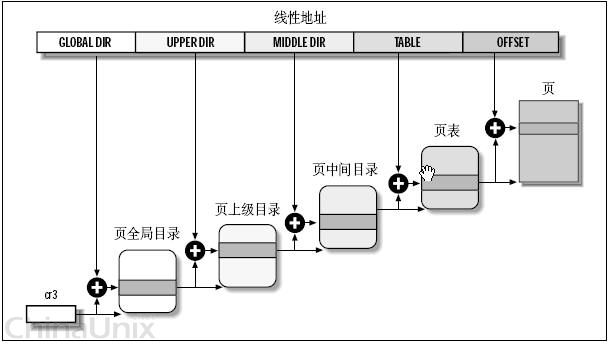 线性地址
GLOBAL DIR
UPPER DIR
MIDDLE DIR
TABLE
OFFSET
页
页表
页中间目录
页上级目录
页全局目录
cr3
ChinaUnix